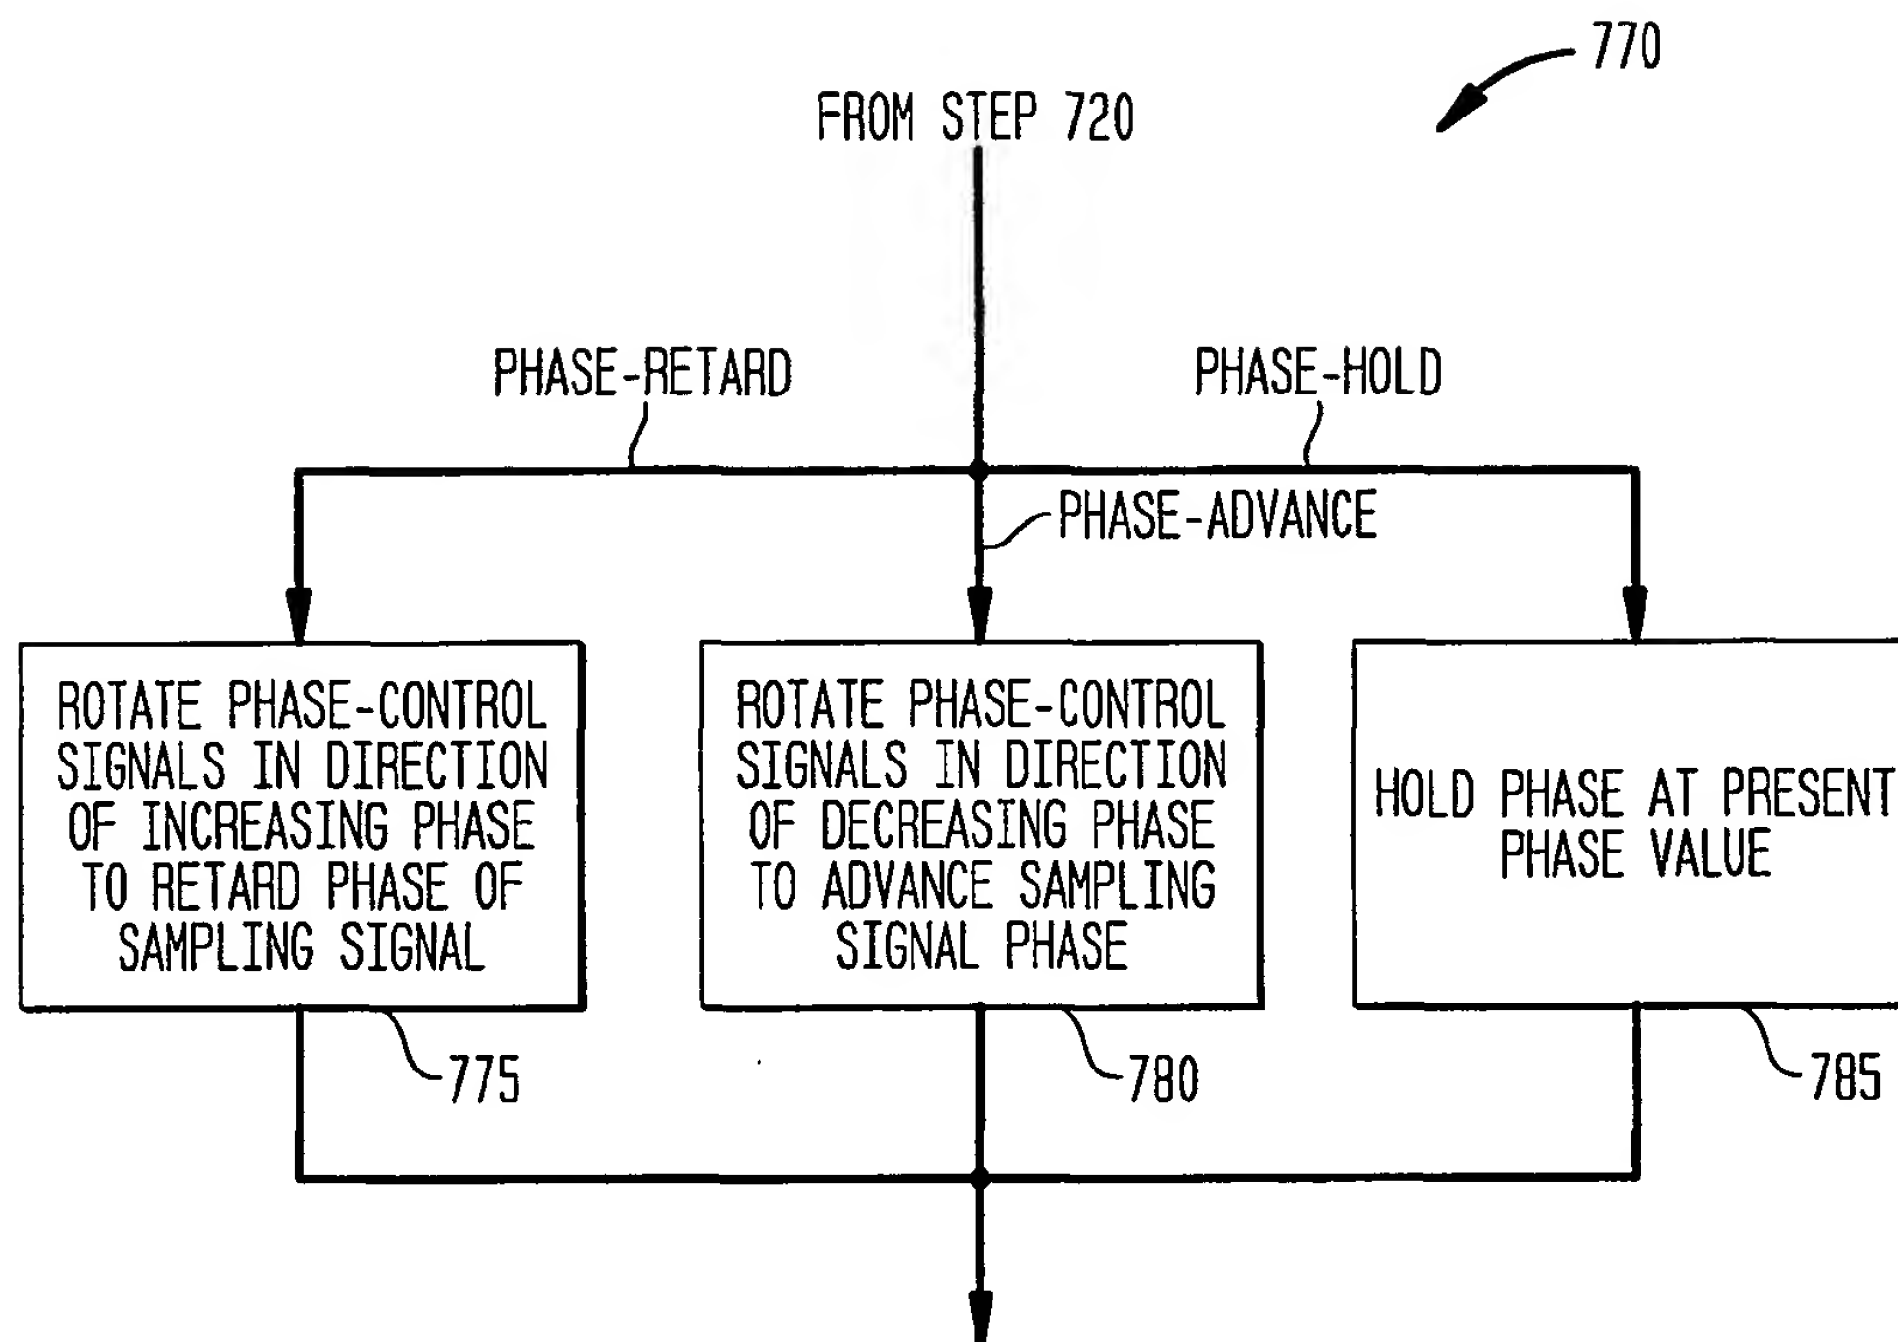 770
FROM STEP 720
PHASE-RETARD
PHASE-HOLD
PHASE-ADVANCE
ROTATE PHASE-CONTROL
SIGNALS IN DIRECTION
OF INCREASING PHASE
TO RETARD PHASE OF
SAMPLING SIGNAL
ROTATE PHASE-CONTROL
SIGNALS IN DIRECTION
OF DECREASING PHASE
TO ADVANCE SAMPLING
SIGNAL PHASE
HOLD PHASE AT PRESENT
PHASE VALUE
775
780
785